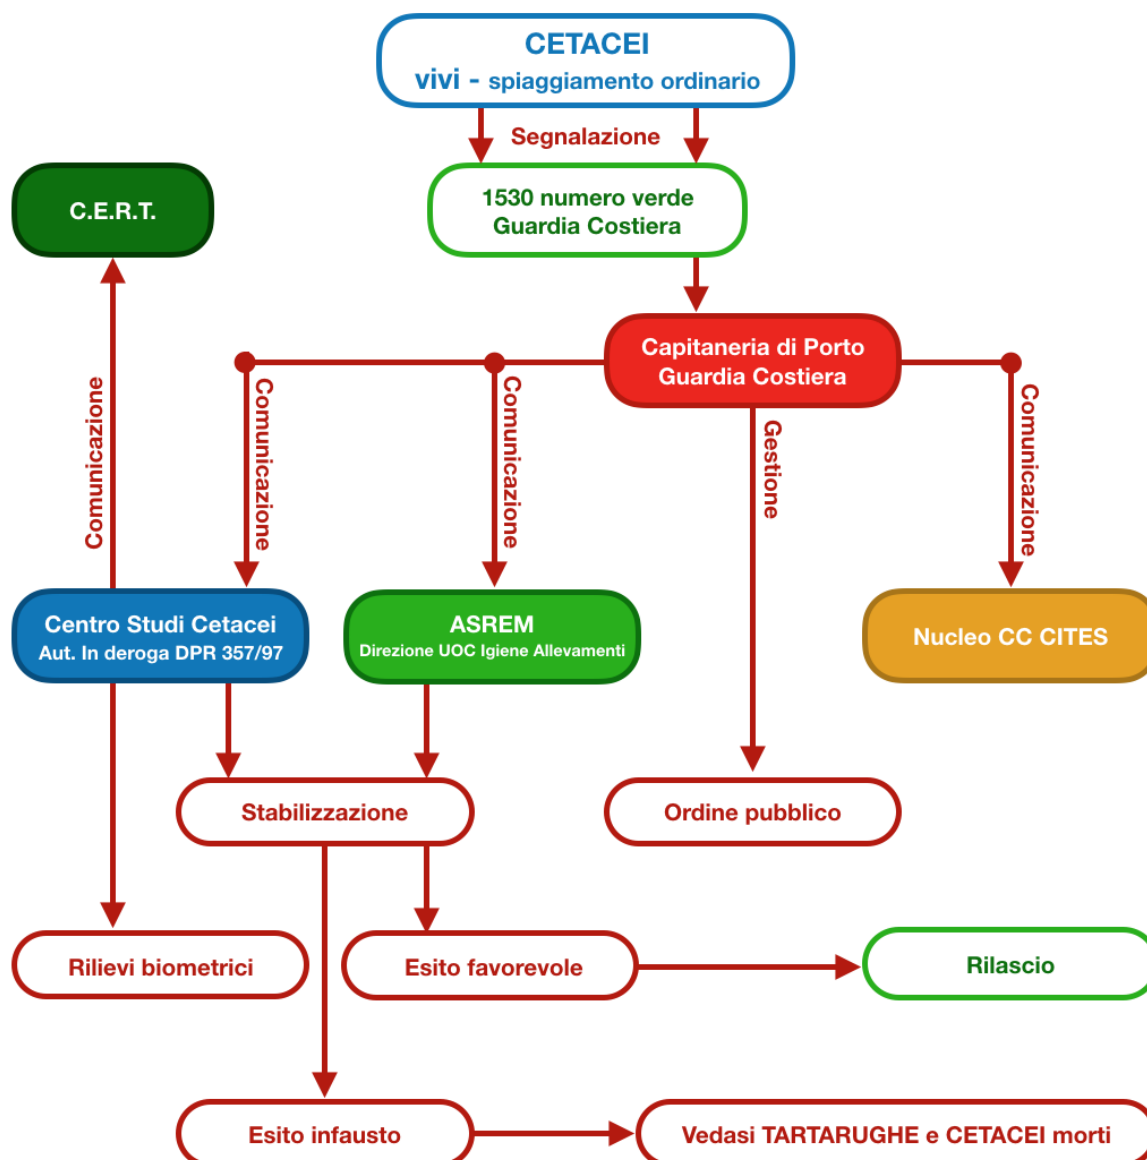 CETACEI
vivi - spiaggiamento ordinario
Segnalazione
1530 numero verde
Guardia Costiera
C.E.R.T.
Capitaneria di Porto
Guardia Costiera
Comunicazione
Comunicazione
Comunicazione
Gestione
Comunicazione
Centro Studi Cetacei
Aut. In deroga DPR 357/97
ASREM
Direzione UOC Igiene Allevamenti
Nucleo CC CITES
Stabilizzazione
Ordine pubblico
Rilievi biometrici
Esito favorevole
Rilascio
Esito infausto
Vedasi TARTARUGHE e CETACEI morti